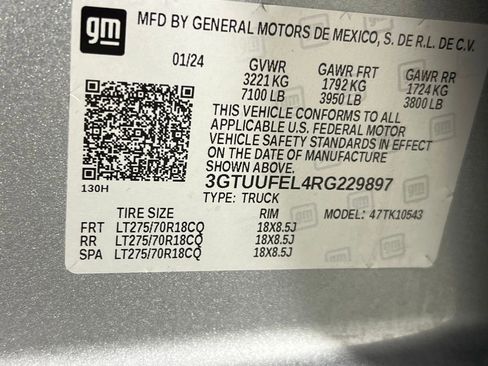 gm MFD BY GENERAL MOTORS DE MEXICO, S. DE R.L. DE C.V.
01/24 GVWR GAWR FRT GAWR RR
3221 KG 1792 KG 1724 KG
7100 LB 3950 LB 3800 LB
THIS VEHICLE CONFORMS TO ALL
APPLICABLE U.S. FEDERAL MOTOR
VEHICLE SAFETY STANDARDS IN EFFECT
ON THE DATE OF MANUFACTURE
SHOWN ABOVE.
130H 3GTUUFEL4RG229897
TYPE: TRUCK
TIRE SIZE RIM MODEL: 47TK10543
FRT LT275/70R18CQ 18X8.5J
RR LT275/70R18CQ 18X8.5J
SPA LT275/70R18CQ 18X8.5J